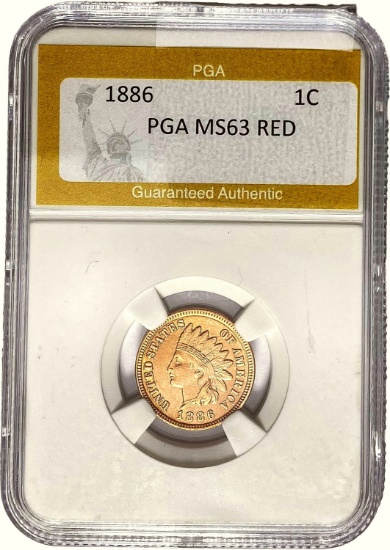 PGA
1886 1C
PGA MS63 RED
Guaranteed Authentic
UNITED STATES OF AMERICA
1886